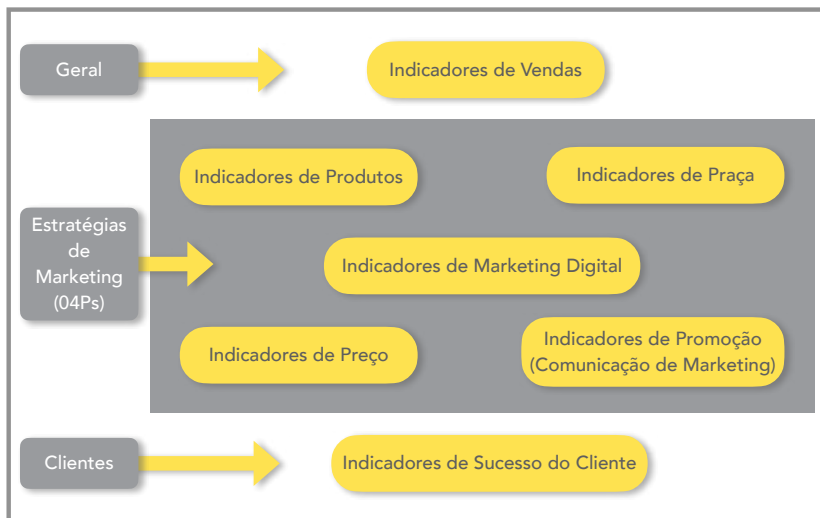 Geral
Indicadores de Vendas
Indicadores de Produtos
Indicadores de Praça
Estratégias
de
Marketing
(04Ps)
Indicadores de Marketing Digital
Indicadores de Preço
Indicadores de Promoção
(Comunicação de Marketing)
Clientes
Indicadores de Sucesso do Cliente